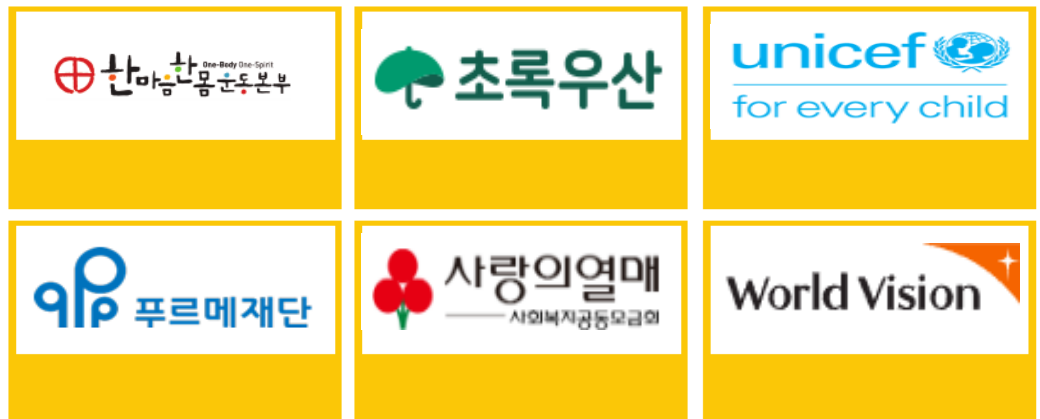 One-Body One-Spirit
한마음한몸운동본부
초록우산
unicef
for every child
푸르메재단
사랑의열매
사회복지공동모금회
World Vision